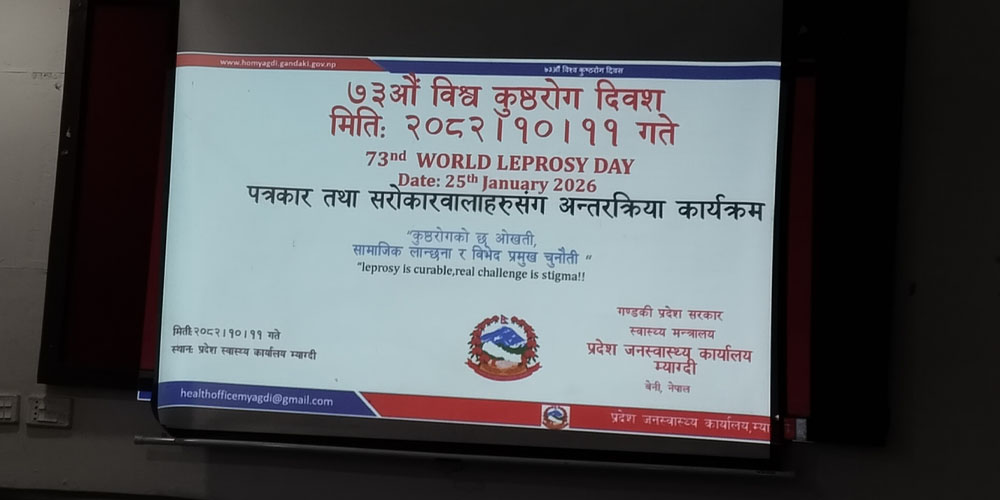 www.homyagdi.gandaki.gov.np
७३औं विश्व कुष्ठरोग दिवस
७३औं विश्व कुष्ठरोग दिवश
मितिः २०८२।१०।११ गते
73nd WORLD LEPROSY DAY
Date: 25th January 2026
पत्रकार तथा सरोकारवालाहरुसंग अन्तरक्रिया कार्यक्रम
"कुष्ठरोगको छ ओखती,
सामाजिक लान्छना र विभेद प्रमुख चुनौती "
"leprosy is curable,real challenge is stigma!!
मितीः२०८२।१०।११ गते
स्थानः प्रदेश स्वास्थ्य कार्यालय म्याग्दी
गण्डकी प्रदेश सरकार
स्वास्थ्य मन्त्रालय
प्रदेश जनस्वास्थ्य कार्यालय
म्याग्दी
बेनी, नेपाल
healthofficemyagdi@gmail.com
प्रदेश जनस्वास्थ्य कार्यालय,म्या